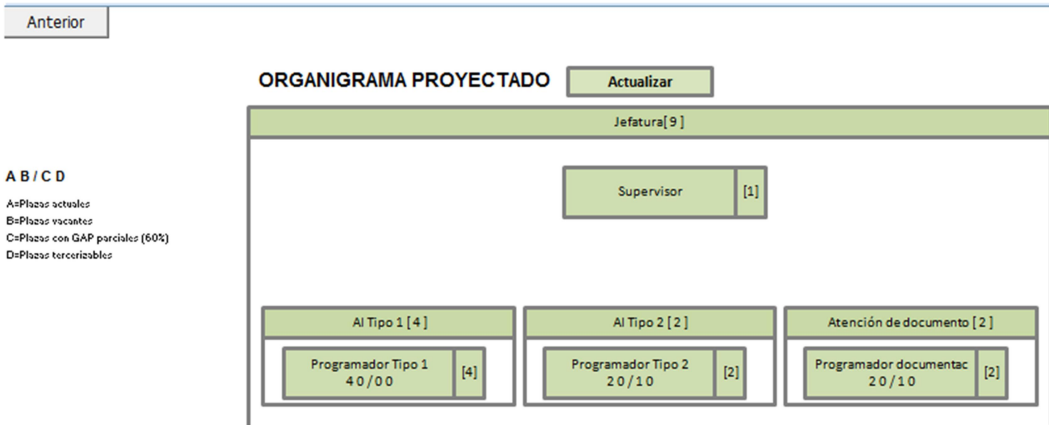 Anterior
ORGANIGRAMA PROYECTADO
Actualizar
Jefatura[ 9 ]
A B / C D
A=Plazas actuales
B=Plazas vacantes
C=Plazas con GAP parciales (60%)
D=Plazas tercerizables
Supervisor
[1]
AI Tipo 1 [ 4 ]
AI Tipo 2 [ 2 ]
Atención de documento [ 2 ]
Programador Tipo 1
4 0 / 0 0
[4]
Programador Tipo 2
2 0 / 1 0
[2]
Programador documentac
2 0 / 1 0
[2]